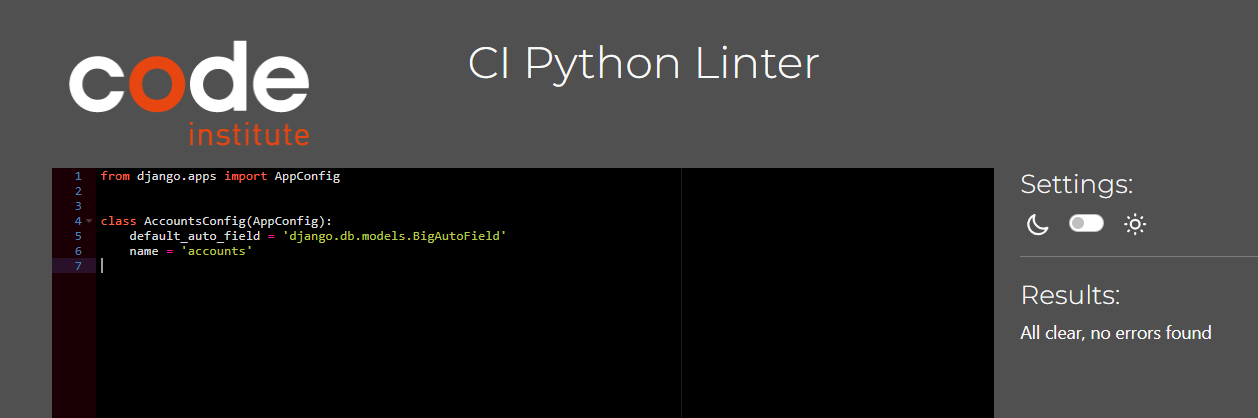 code
institute
CI Python Linter
1 from django.apps import AppConfig
2
3
4 class AccountsConfig(AppConfig):
5     default_auto_field = 'django.db.models.BigAutoField'
6     name = 'accounts'
7
Settings:
Results:
All clear, no errors found